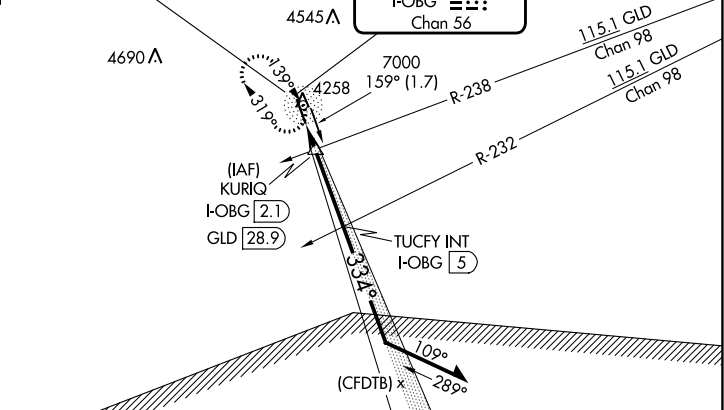 I-OBG
Chan 56
4545
4690
139°
319°
4258
7000
159° (1.7)
115.1 GLD
Chan 98
115.1 GLD
Chan 98
R-238
R-232
(IAF)
KURIQ
I-OBG 2.1
GLD 28.9
TUCFY INT
I-OBG 5
334°
109°
289°
(CFDTB) x